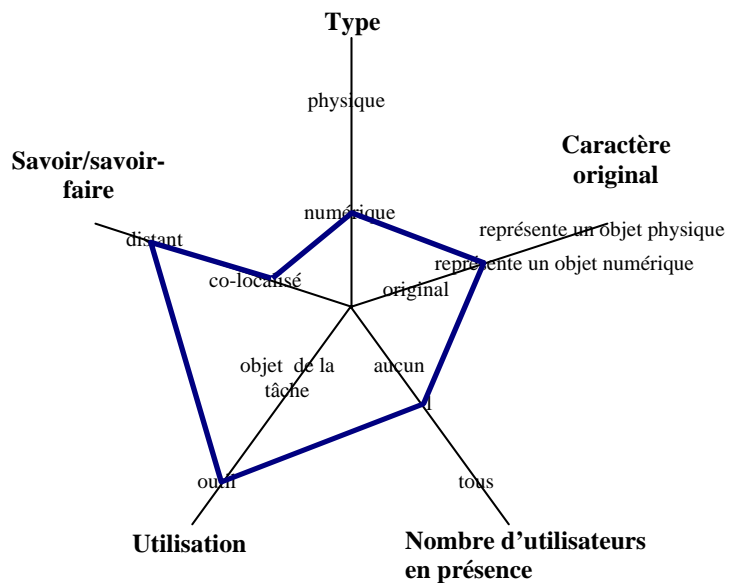 Type
physique
Caractère
original
Savoir/savoir-
faire
numérique
représente un objet physique
distant
représente un objet numérique
co-localisé
original
objet de la
tâche
aucun
1
outil
tous
Utilisation
Nombre d’utilisateurs
en présence